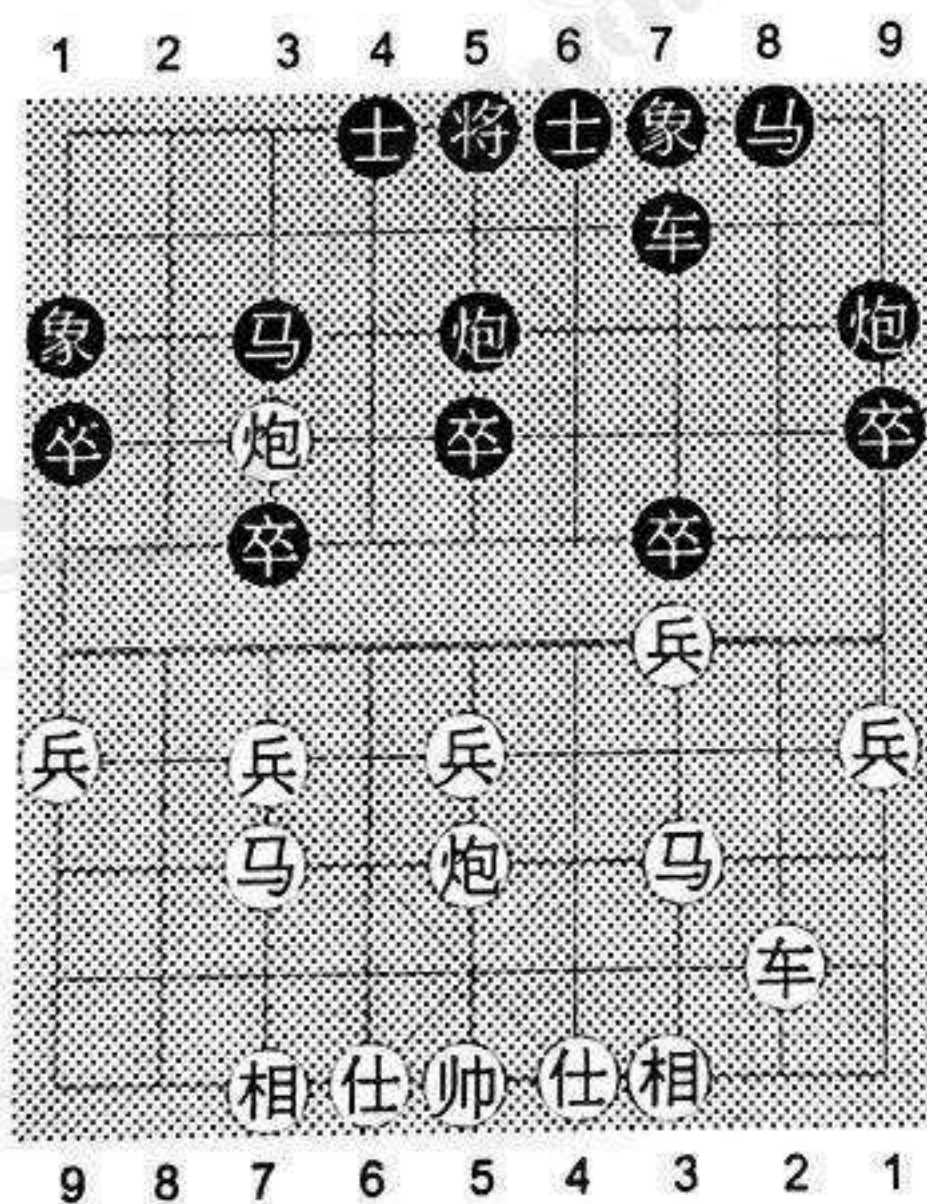 1 2 3 4 5 6 7 8 9
士 将 士 象 马
车
象 马 炮 炮
卒 炮 卒 卒
卒 卒
兵
兵 兵 兵 兵
马 炮 马
车
相 仕 帅 仕 相
9 8 7 6 5 4 3 2 1